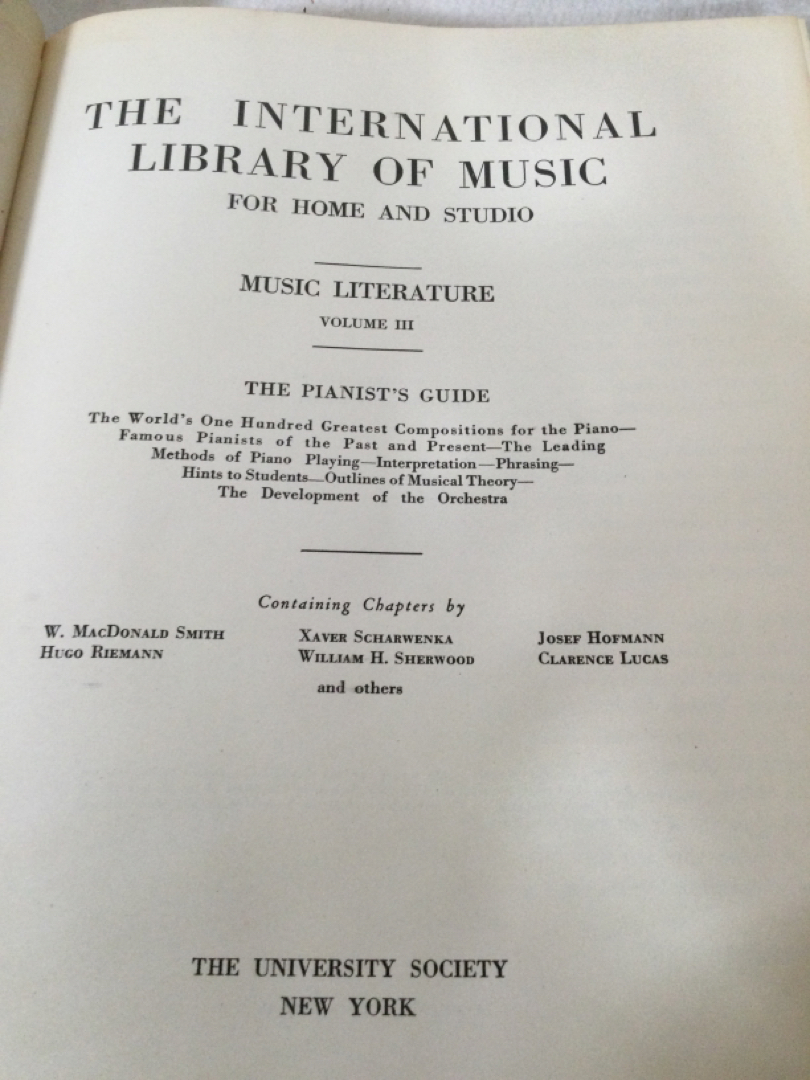 THE INTERNATIONAL
LIBRARY OF MUSIC
FOR HOME AND STUDIO
MUSIC LITERATURE
VOLUME III
THE PIANIST'S GUIDE
The World's One Hundred Greatest Compositions for the Piano—
Famous Pianists of the Past and Present—The Leading
Methods of Piano Playing—Interpretation—Phrasing—
Hints to Students—Outlines of Musical Theory—
The Development of the Orchestra
Containing Chapters by
W. MACDONALD SMITH XAVER SCHARWENKA JOSEF HOFMANN
HUGO RIEMANN WILLIAM H. SHERWOOD CLARENCE LUCAS
and others
THE UNIVERSITY SOCIETY
NEW YORK